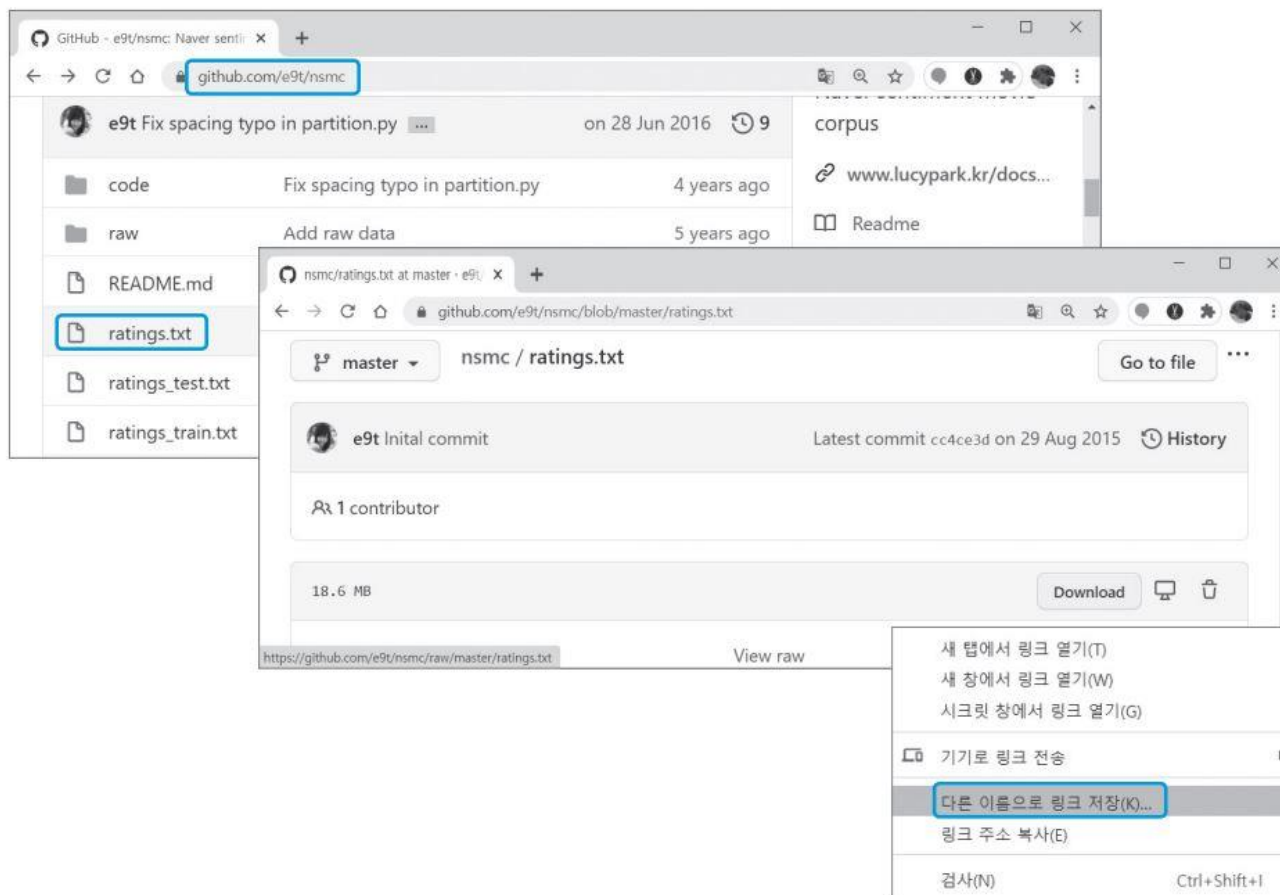 GitHub - e9t/nsmc: Naver senti
github.com/e9t/nsmc
e9t Fix spacing typo in partition.py ... on 28 Jun 2016 9
corpus
code Fix spacing typo in partition.py 4 years ago
www.lucypark.kr/docs...
raw Add raw data 5 years ago
Readme
README.md
ratings.txt
ratings_test.txt
ratings_train.txt
nsmc/ratings.txt at master · e9t/
github.com/e9t/nsmc/blob/master/ratings.txt
master nsmc / ratings.txt Go to file ...
e9t Inital commit Latest commit cc4ce3d on 29 Aug 2015 History
1 contributor
18.6 MB Download
View raw
https://github.com/e9t/nsmc/raw/master/ratings.txt
새 탭에서 링크 열기(T)
새 창에서 링크 열기(W)
시크릿 창에서 링크 열기(G)
기기로 링크 전송
다른 이름으로 링크 저장(K)...
링크 주소 복사(E)
검사(N) Ctrl+Shift+I